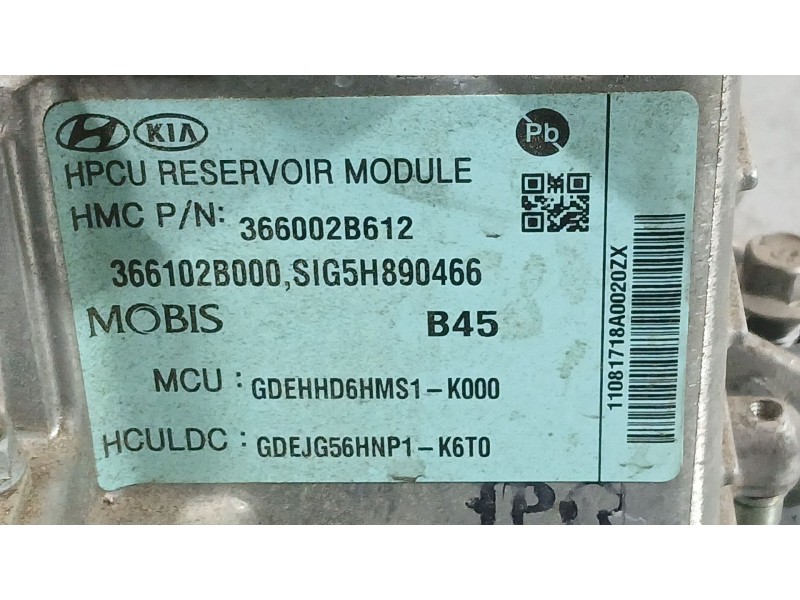 KIA
Pb
HPCU RESERVOIR MODULE
HMC P/N: 366002B612
366102B000,SIG5H890466
MOBIS B45
MCU : GDEHHD6HMS1-K000
HCULDC : GDEJG56HNP1-K6T0
11081718A0020ZX